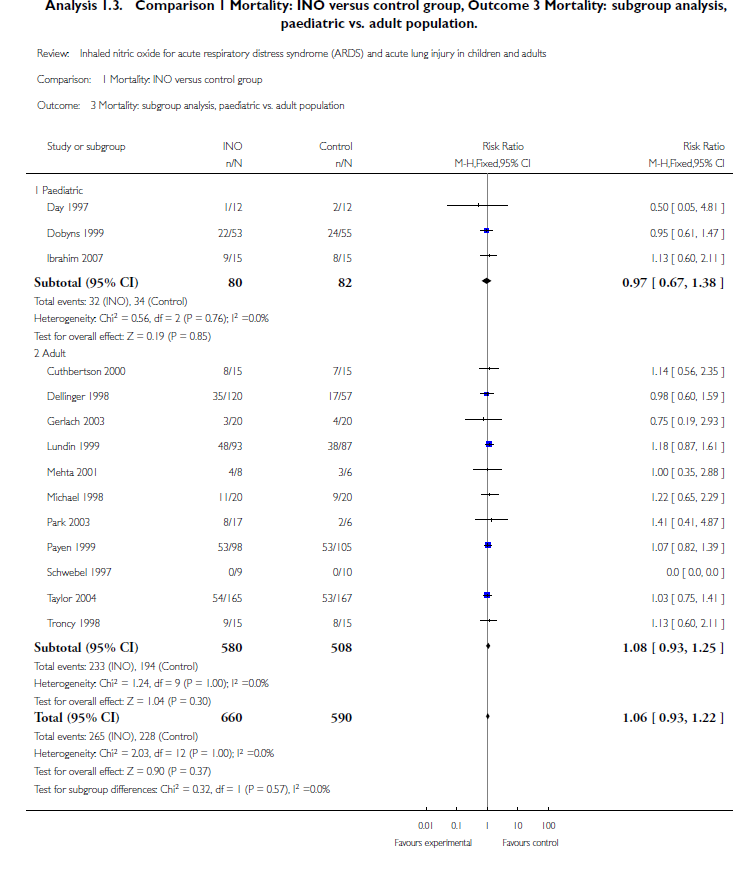 Analysis 1.3. Comparison 1 Mortality: INO versus control group, Outcome 3 Mortality: subgroup analysis,
paediatric vs. adult population.
Review: Inhaled nitric oxide for acute respiratory distress syndrome (ARDS) and acute lung injury in children and adults
Comparison: 1 Mortality: INO versus control group
Outcome: 3 Mortality: subgroup analysis, paediatric vs. adult population
Study or subgroup INO Control Risk Ratio Risk Ratio
n/N n/N M-H,Fixed,95% CI M-H,Fixed,95% CI
1 Paediatric
Day 1997 1/12 2/12 0.50 [ 0.05, 4.81 ]
Dobyns 1999 22/53 24/55 0.95 [ 0.61, 1.47 ]
Ibrahim 2007 9/15 8/15 1.13 [ 0.60, 2.11 ]
Subtotal (95% CI) 80 82 0.97 [ 0.67, 1.38 ]
Total events: 32 (INO), 34 (Control)
Heterogeneity: Chi² = 0.56, df = 2 (P = 0.76); I² =0.0%
Test for overall effect: Z = 0.19 (P = 0.85)
2 Adult
Cuthbertson 2000 8/15 7/15 1.14 [ 0.56, 2.35 ]
Dellinger 1998 35/120 17/57 0.98 [ 0.60, 1.59 ]
Gerlach 2003 3/20 4/20 0.75 [ 0.19, 2.93 ]
Lundin 1999 48/93 38/87 1.18 [ 0.87, 1.61 ]
Mehta 2001 4/8 3/6 1.00 [ 0.35, 2.88 ]
Michael 1998 11/20 9/20 1.22 [ 0.65, 2.29 ]
Park 2003 8/17 2/6 1.41 [ 0.41, 4.87 ]
Payen 1999 53/98 53/105 1.07 [ 0.82, 1.39 ]
Schwebel 1997 0/9 0/10 0.0 [ 0.0, 0.0 ]
Taylor 2004 54/165 53/167 1.03 [ 0.75, 1.41 ]
Troncy 1998 9/15 8/15 1.13 [ 0.60, 2.11 ]
Subtotal (95% CI) 580 508 1.08 [ 0.93, 1.25 ]
Total events: 233 (INO), 194 (Control)
Heterogeneity: Chi² = 1.24, df = 9 (P = 1.00); I² =0.0%
Test for overall effect: Z = 1.04 (P = 0.30)
Total (95% CI) 660 590 1.06 [ 0.93, 1.22 ]
Total events: 265 (INO), 228 (Control)
Heterogeneity: Chi² = 2.03, df = 12 (P = 1.00); I² =0.0%
Test for overall effect: Z = 0.90 (P = 0.37)
Test for subgroup differences: Chi² = 0.32, df = 1 (P = 0.57), I² =0.0%
0.01 0.1 1 10 100
Favours experimental Favours control